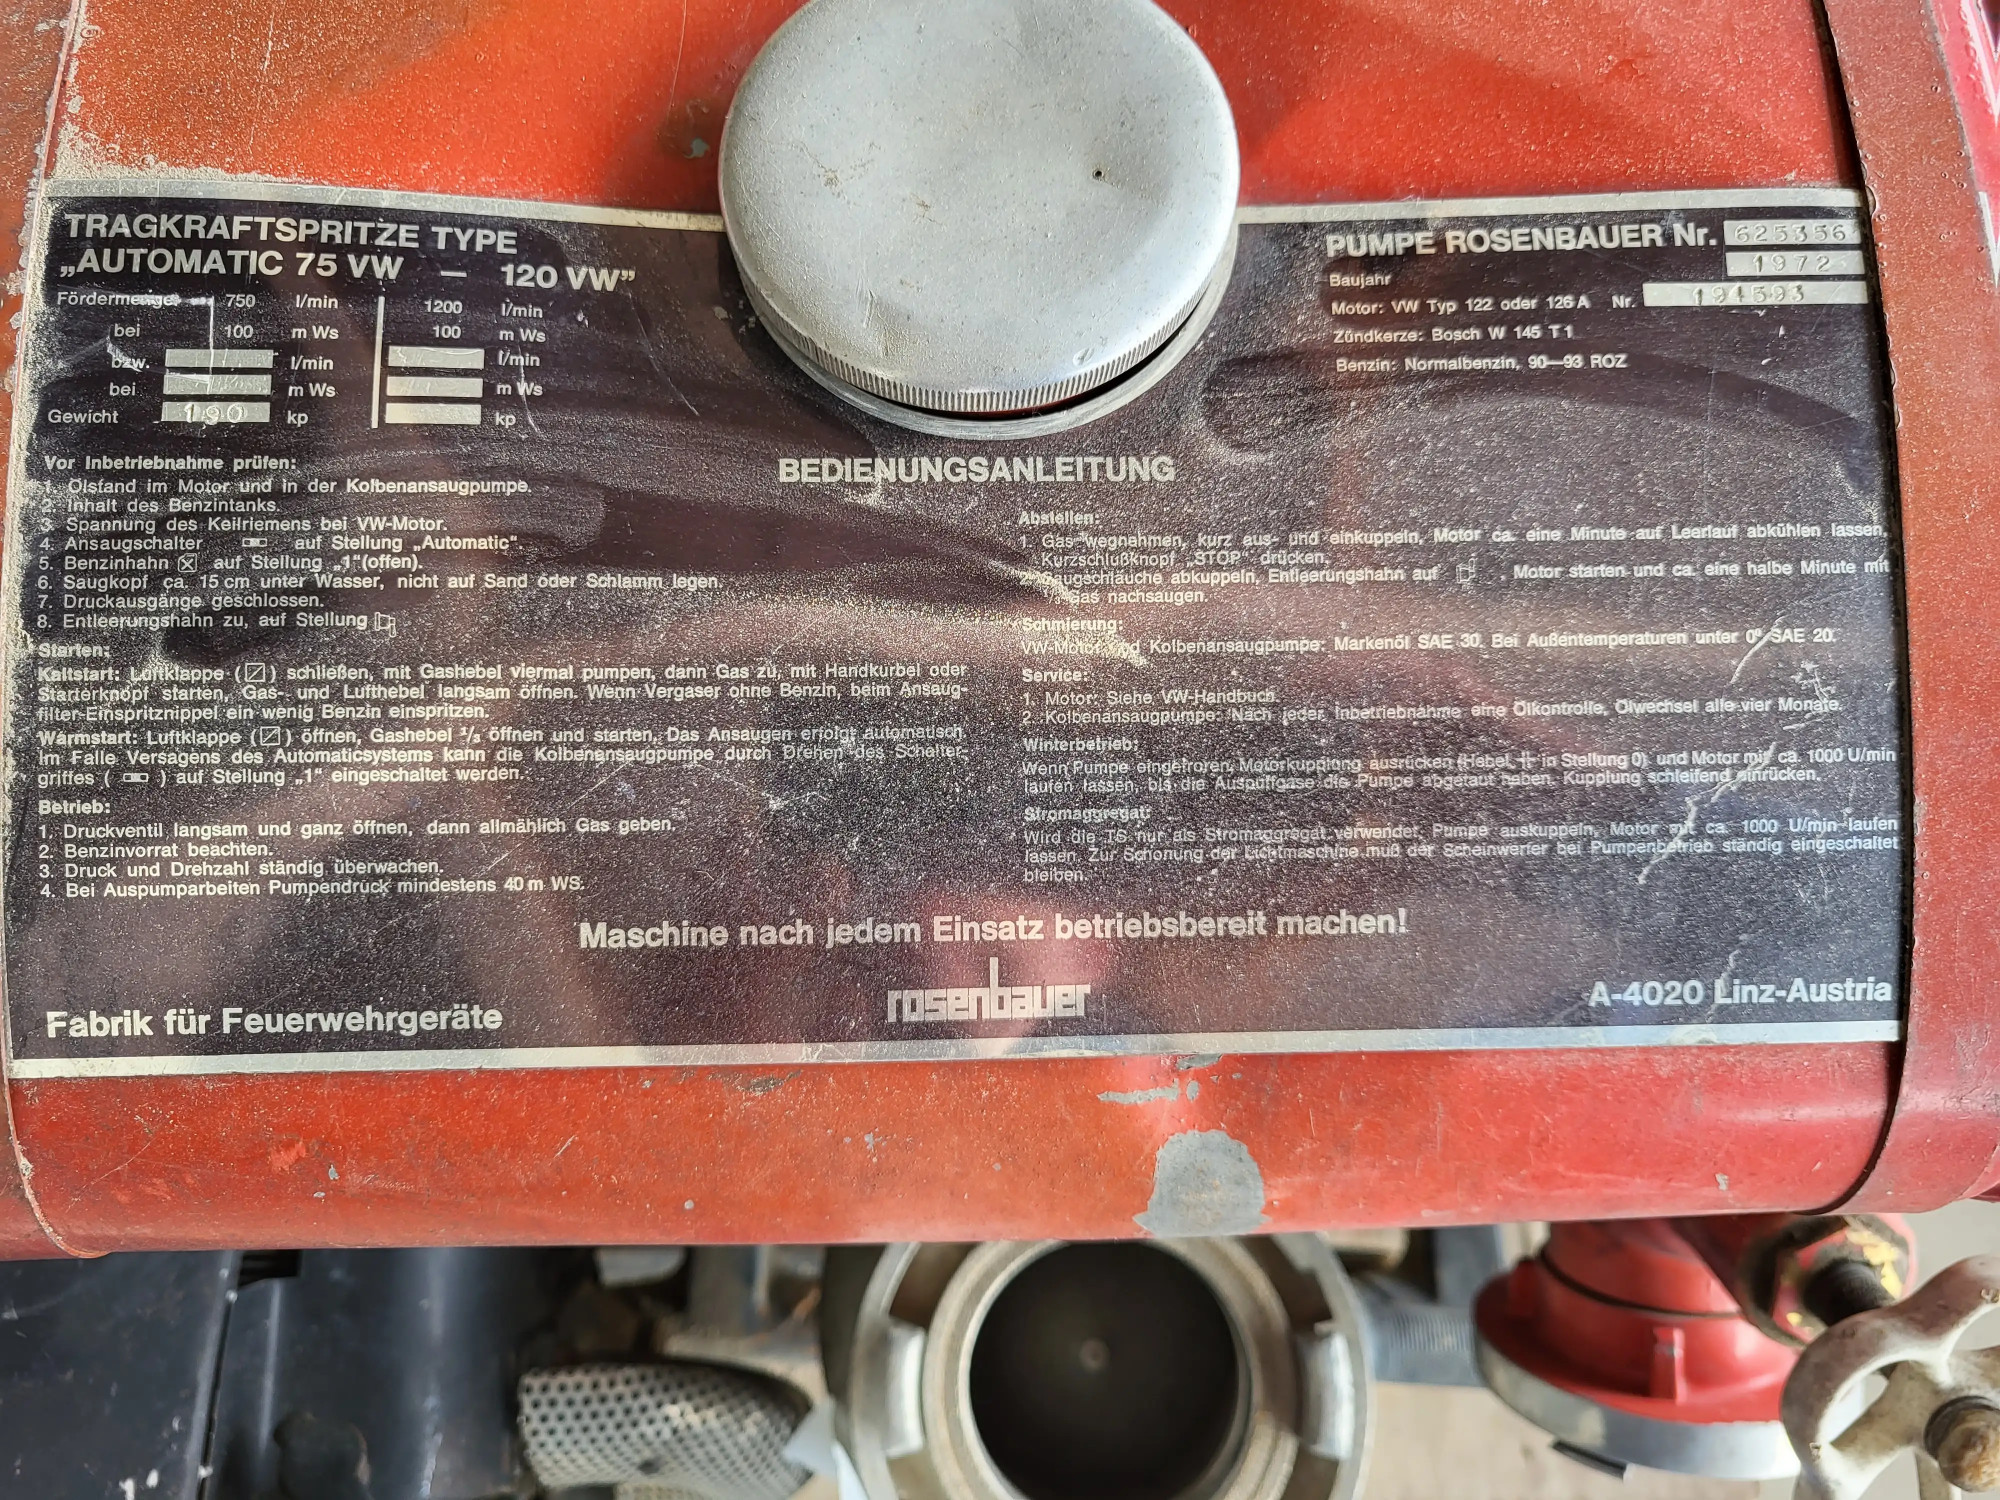 TRAGKRAFTSPRITZE TYPE
„AUTOMATIC 75 VW — 120 VW”
Fördermenge 750 l/min 1200 l/min
bei 100 m Ws 100 m Ws
bzw. l/min l/min
bei m Ws m Ws
Gewicht 190 kp kp
PUMPE ROSENBAUER Nr. 625356
Baujahr 1972
Motor: VW Typ 122 oder 126 A Nr. 194593
Zündkerze: Bosch W 145 T 1
Benzin: Normalbenzin, 90—93 ROZ
BEDIENUNGSANLEITUNG
Vor Inbetriebnahme prüfen:
1. Ölstand im Motor und in der Kolbenansaugpumpe.
2. Inhalt des Benzintanks.
3. Spannung des Keilriemens bei VW-Motor.
4. Ansaugschalter auf Stellung „Automatic”.
5. Benzinhahn auf Stellung „1”(offen).
6. Saugkopf ca. 15 cm unter Wasser, nicht auf Sand oder Schlamm legen.
7. Druckausgänge geschlossen.
8. Entleerungshahn zu, auf Stellung
Starten:
Kaltstart: Luftklappe ( ) schließen, mit Gashebel viermal pumpen, dann Gas zu, mit Handkurbel oder
Starterknopf starten, Gas- und Lufthebel langsam öffnen. Wenn Vergaser ohne Benzin, beim Ansaug-
filter-Einspritznippel ein wenig Benzin einspritzen.
Warmstart: Luftklappe ( ) öffnen, Gashebel ¹/₃ öffnen und starten. Das Ansaugen erfolgt automatisch.
Im Falle Versagens des Automaticsystems kann die Kolbenansaugpumpe durch Drehen des Schalter-
griffes ( ) auf Stellung „1” eingeschaltet werden.
Betrieb:
1. Druckventil langsam und ganz öffnen, dann allmählich Gas geben.
2. Benzinvorrat beachten.
3. Druck und Drehzahl ständig überwachen.
4. Bei Auspumparbeiten Pumpendruck mindestens 40 m WS.
Abstellen:
1. Gas wegnahmen, kurz aus- und einkuppeln, Motor ca. eine Minute auf Leerlauf abkühlen lassen,
Kurzschlußknopf „STOP” drücken.
2. Saugschläuche abkuppeln, Entleerungshahn auf . Motor starten und ca. eine halbe Minute mit
Gas nachsaugen.
Schmierung:
VW-Motor und Kolbenansaugpumpe: Markenöl SAE 30. Bei Außentemperaturen unter 0° SAE 20.
Service:
1. Motor: Siehe VW-Handbuch
2. Kolbenansaugpumpe: Nach jeder Inbetriebnahme eine Ölkontrolle, Ölwechsel alle vier Monate.
Winterbetrieb:
Wenn Pumpe eingefroren, Motorkupplung ausrücken (Hebel in Stellung 0) und Motor mit ca. 1000 U/min
laufen lassen, bis die Auspuffgase die Pumpe abgetaut haben. Kupplung schleifend einrücken.
Stromaggregat:
Wird die TS nur als Stromaggregat verwendet, Pumpe auskuppeln, Motor mit ca. 1000 U/min laufen
lassen. Zur Schonung der Lichtmaschine muß der Scheinwerfer bei Pumpenbetrieb ständig eingeschaltet
bleiben.
Maschine nach jedem Einsatz betriebsbereit machen!
Fabrik für Feuerwehrgeräte
rosenbauer
A-4020 Linz-Austria